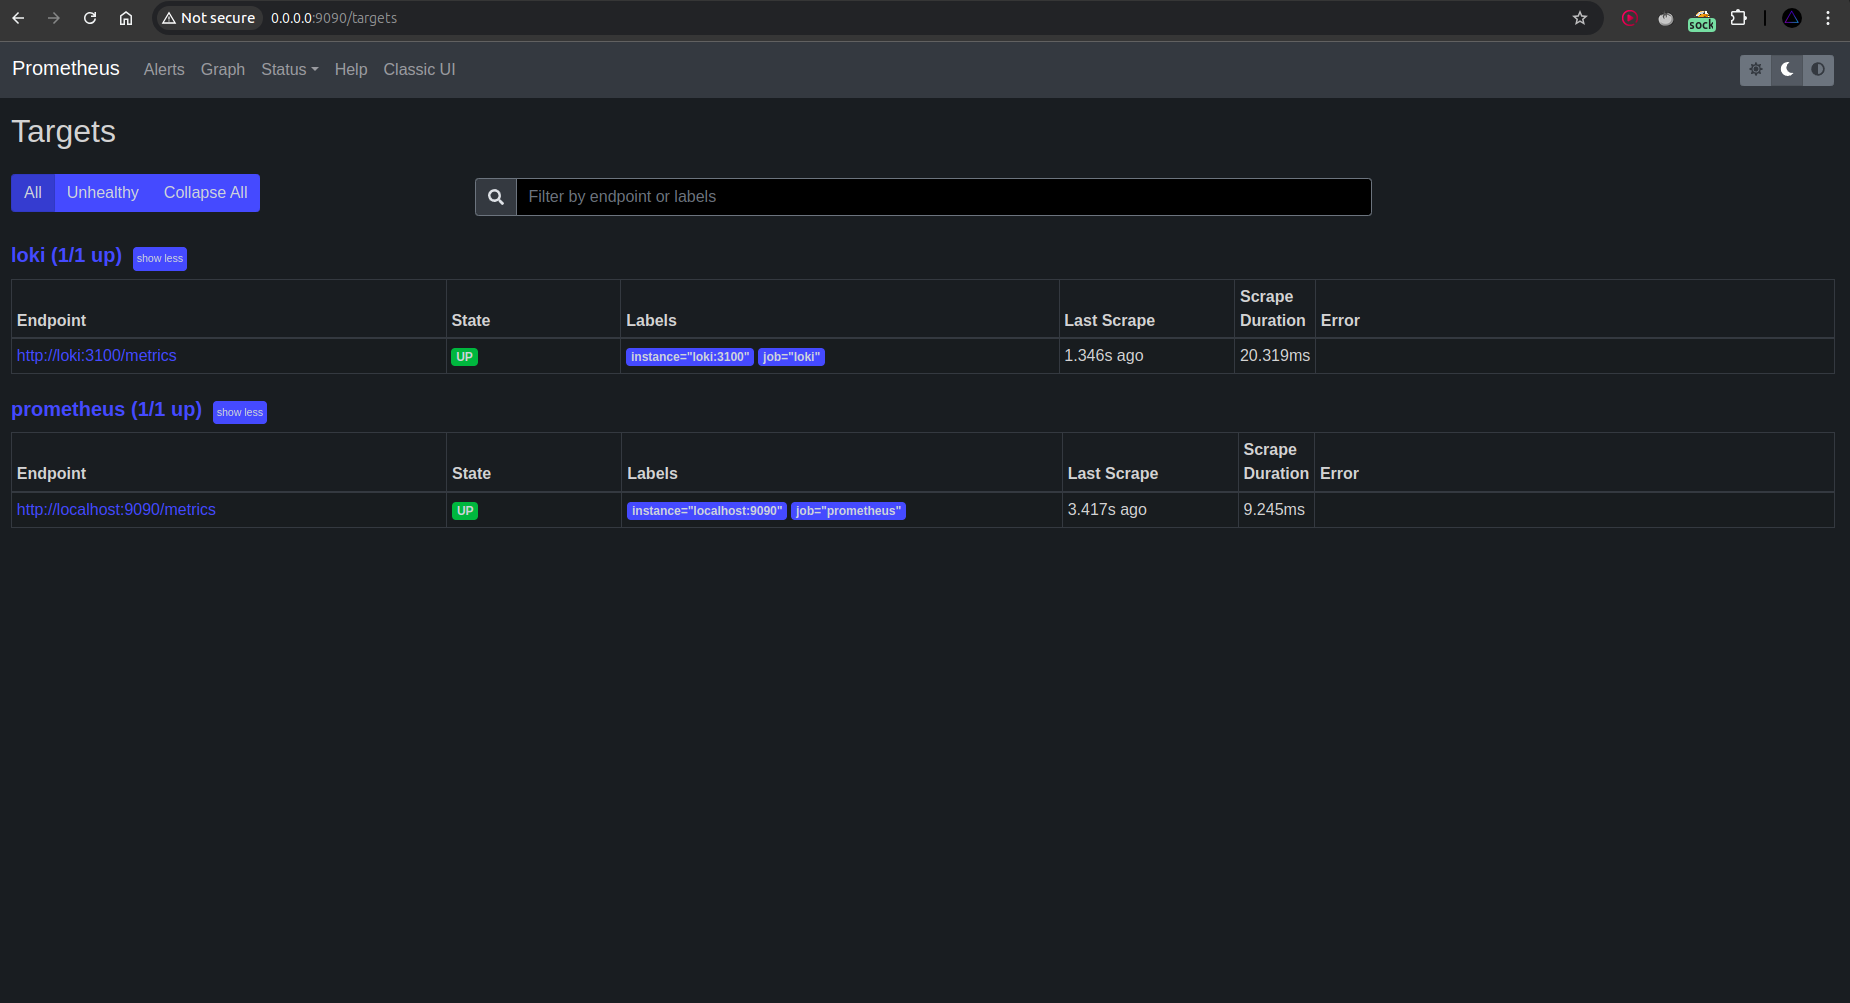 Not secure 0.0.0.0:9090/targets
sock
Prometheus Alerts Graph Status Help Classic UI
Targets
All Unhealthy Collapse All
Filter by endpoint or labels
loki (1/1 up) show less
Endpoint State Labels Last Scrape Scrape Duration Error
http://loki:3100/metrics UP instance="loki:3100" job="loki" 1.346s ago 20.319ms
prometheus (1/1 up) show less
Endpoint State Labels Last Scrape Scrape Duration Error
http://localhost:9090/metrics UP instance="localhost:9090" job="prometheus" 3.417s ago 9.245ms